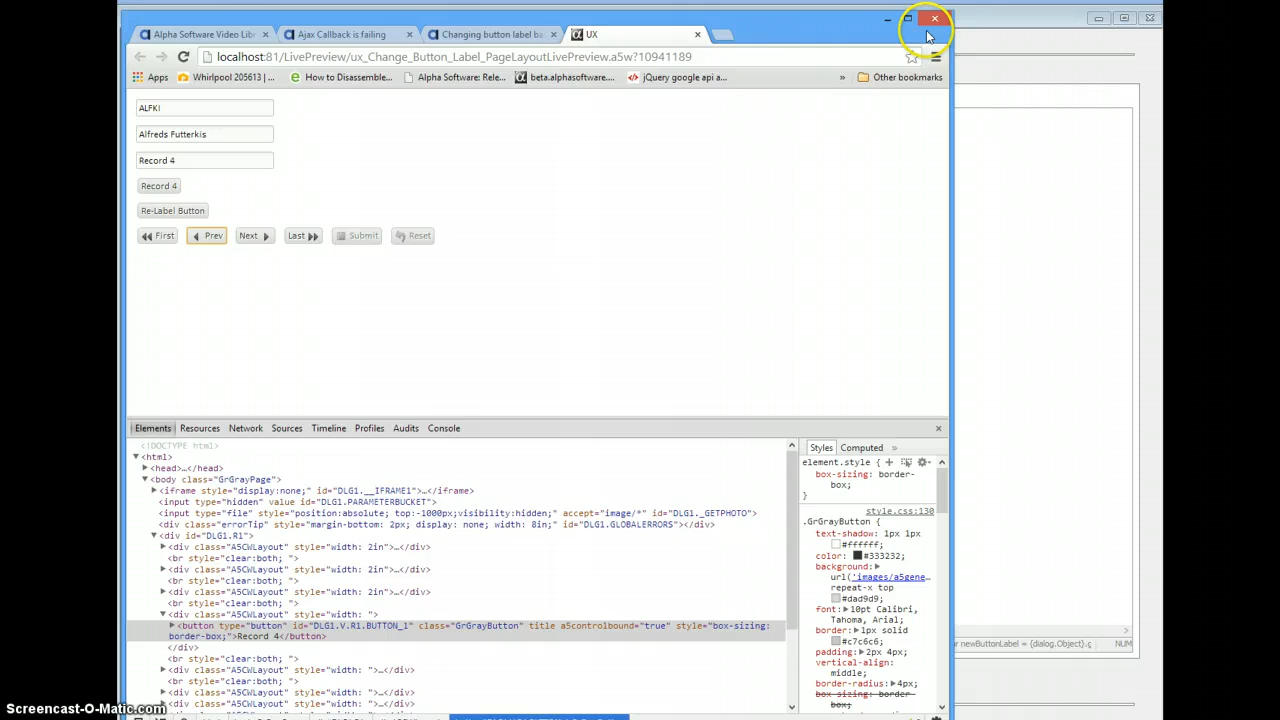 Alpha Software Video Libr
Ajax Callback is failing
Changing button label ba
UX
localhost:81/LivePreview/ux_Change_Button_Label_PageLayoutLivePreview.a5w?10941189
Apps
Whirlpool 205613 | ...
How to Disassemble...
Alpha Software: Rele...
beta.alphasoftware....
jQuery google api a...
»
Other bookmarks
ALFKI
Alfreds Futterkis
Record 4
Record 4
Re-Label Button
First
Prev
Next
Last
Submit
Reset
Elements Resources Network Sources Timeline Profiles Audits Console
<!DOCTYPE html>
<html>
<head>…</head>
<body class="GrGrayPage">
<iframe style="display:none;" id="DLG1.__IFRAME1">…</iframe>
<input type="hidden" value id="DLG1.PARAMETERBUCKET">
<input type="file" style="position:absolute; top:-1000px;visibility:hidden;" accept="image/*" id="DLG1._GETPHOTO">
<div class="errorTip" style="margin-bottom: 2px; display: none; width: 8in;" id="DLG1.GLOBALERRORS"></div>
<div id="DLG1.R1">
<div class="A5CWLayout" style="width: 2in">…</div>
<br style="clear:both; ">
<div class="A5CWLayout" style="width: 2in">…</div>
<br style="clear:both; ">
<div class="A5CWLayout" style="width: 2in">…</div>
<br style="clear:both; ">
<div class="A5CWLayout" style="width: ">
<button type="button" id="DLG1.V.R1.BUTTON_1" class="GrGrayButton" title a5controlbound="true" style="box-sizing:
border-box;">Record 4</button>
</div>
<br style="clear:both; ">
<div class="A5CWLayout" style="width: ">…</div>
<br style="clear:both; ">
<div class="A5CWLayout" style="width: ">…</div>
Styles Computed »
element.style {
box-sizing: border-
box;
}
style.css:130
.GrGrayButton {
text-shadow: 1px 1px
#ffffff;
color: #333232;
background:
url('images/a5gene…
repeat-x top
#dad9d9;
font: 10pt Calibri,
Tahoma, Arial;
border: 1px solid
#c7c6c6;
padding: 2px 4px;
vertical-align:
middle;
border-radius: 4px;
box-sizing: border-
box;
ar newButtonLabel = {dialog.Object}.g
NUM
Screencast-O-Matic.com